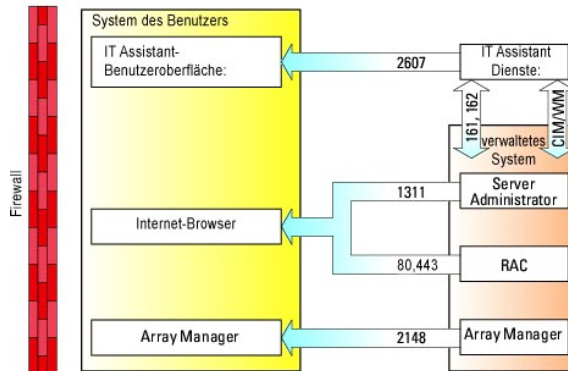 System des Benutzers
IT Assistant-
Benutzeroberfläche:
2607
IT Assistant
Dienste:
161, 162
CIM/WM
verwaltetes
System
Firewall
Internet-Browser
1311
Server
Administrator
80,443
RAC
Array Manager
2148
Array Manager